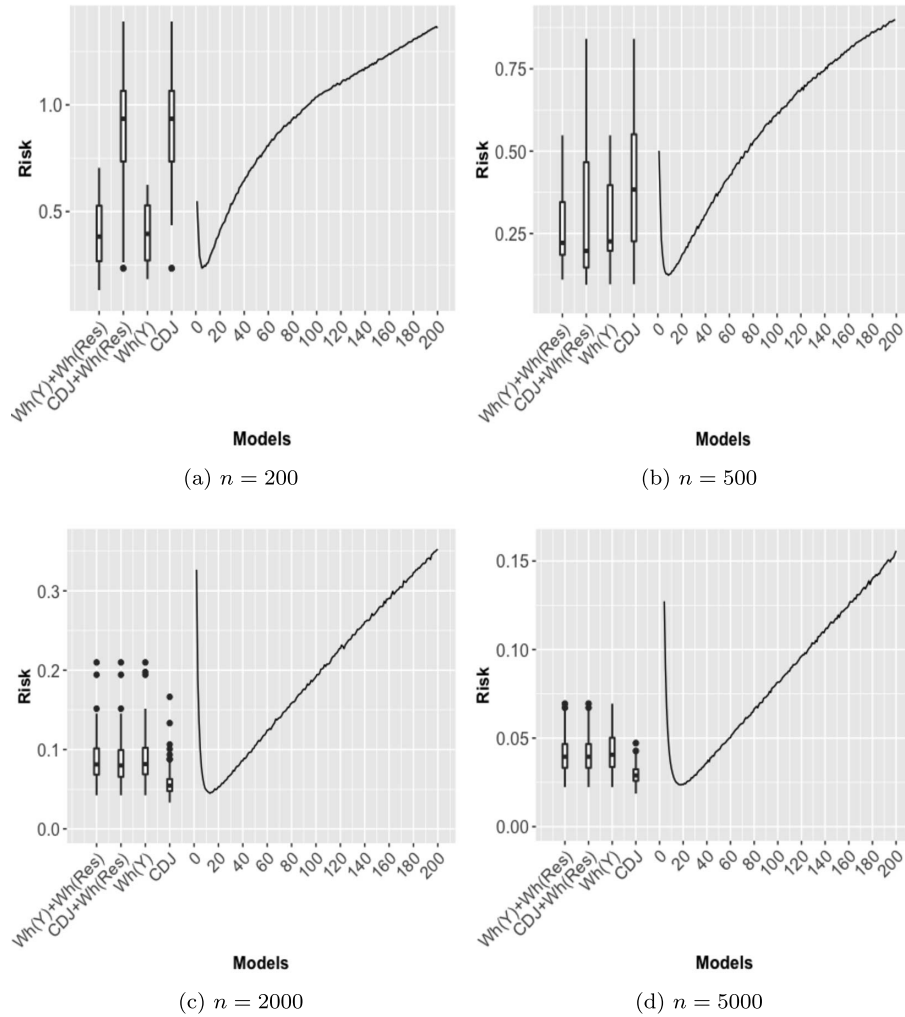 1.0
0.5
Risk
Wh(Y)+Wh(Res)
CDJ+Wh(Res)
Wh(Y)
CDJ
0
20
40
60
80
100
120
140
160
180
200
Models
(a) n = 200
0.75
0.50
0.25
Risk
Wh(Y)+Wh(Res)
CDJ+Wh(Res)
Wh(Y)
CDJ
0
20
40
60
80
100
120
140
160
180
200
Models
(b) n = 500
0.3
0.2
0.1
0.0
Risk
Wh(Y)+Wh(Res)
CDJ+Wh(Res)
Wh(Y)
CDJ
0
20
40
60
80
100
120
140
160
180
200
Models
(c) n = 2000
0.15
0.10
0.05
0.00
Risk
Wh(Y)+Wh(Res)
CDJ+Wh(Res)
Wh(Y)
CDJ
0
20
40
60
80
100
120
140
160
180
200
Models
(d) n = 5000